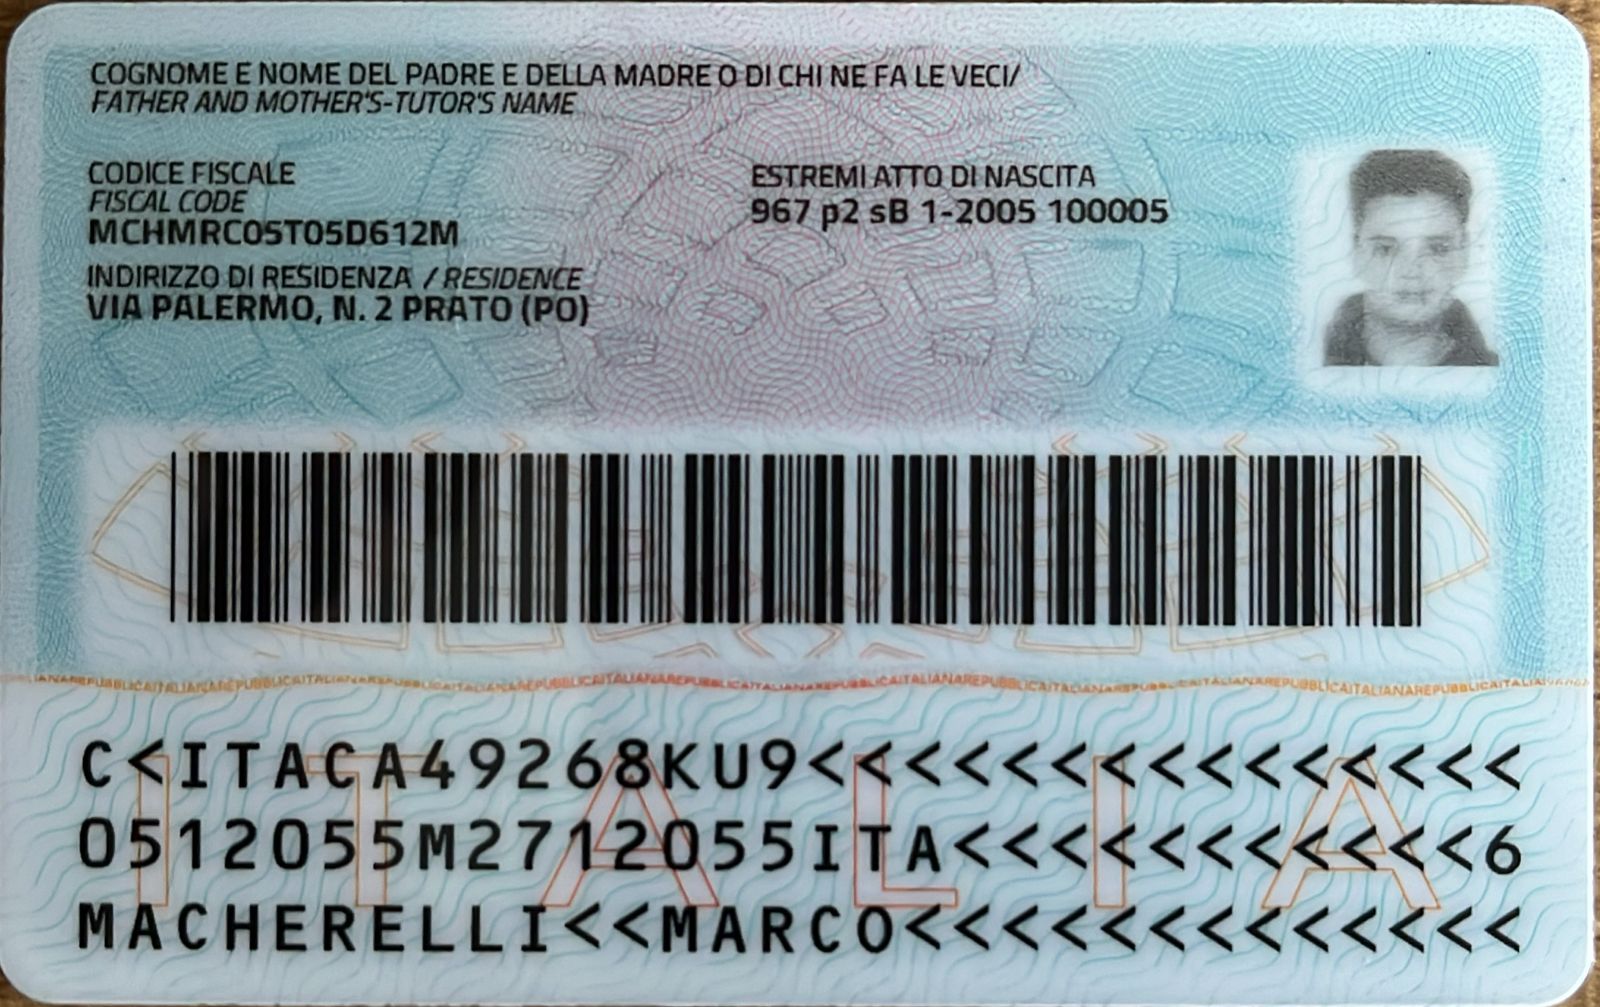 COGNOME E NOME DEL PADRE E DELLA MADRE O DI CHI NE FA LE VECI/
FATHER AND MOTHER'S-TUTOR'S NAME
CODICE FISCALE
FISCAL CODE
MCHMRC05T05D612M
ESTREMI ATTO DI NASCITA
967 p2 sB 1-2005 100005
INDIRIZZO DI RESIDENZA / RESIDENCE
VIA PALERMO, N. 2 PRATO (PO)
C<ITACA49268KU9<<<<<<<<<<<<<<<
0512055M2712055ITA<<<<<<<<<<<6
MACHERELLI<<MARCO<<<<<<<<<<<<<
ITALIA